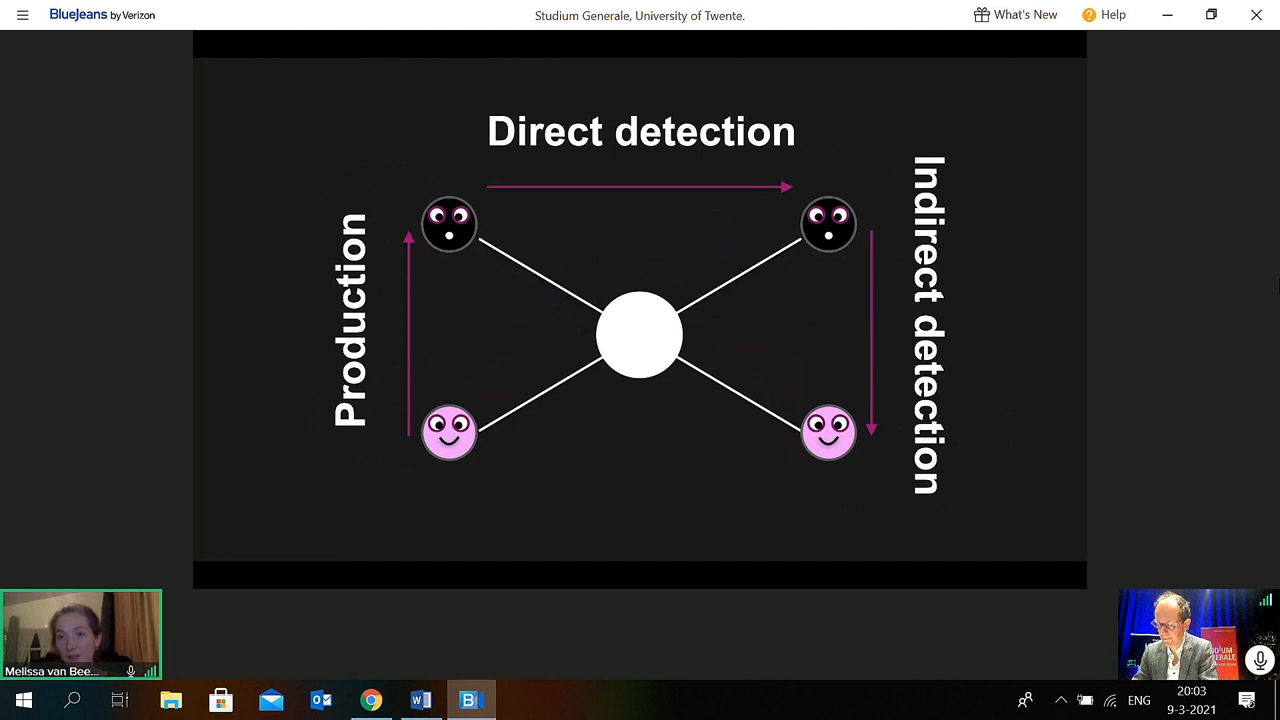 BlueJeans by Verizon
Studium Generale, University of Twente.
What's New
Help
Direct detection
Production
Indirect detection
Melissa van Bee...
ENG
20:03
9-3-2021